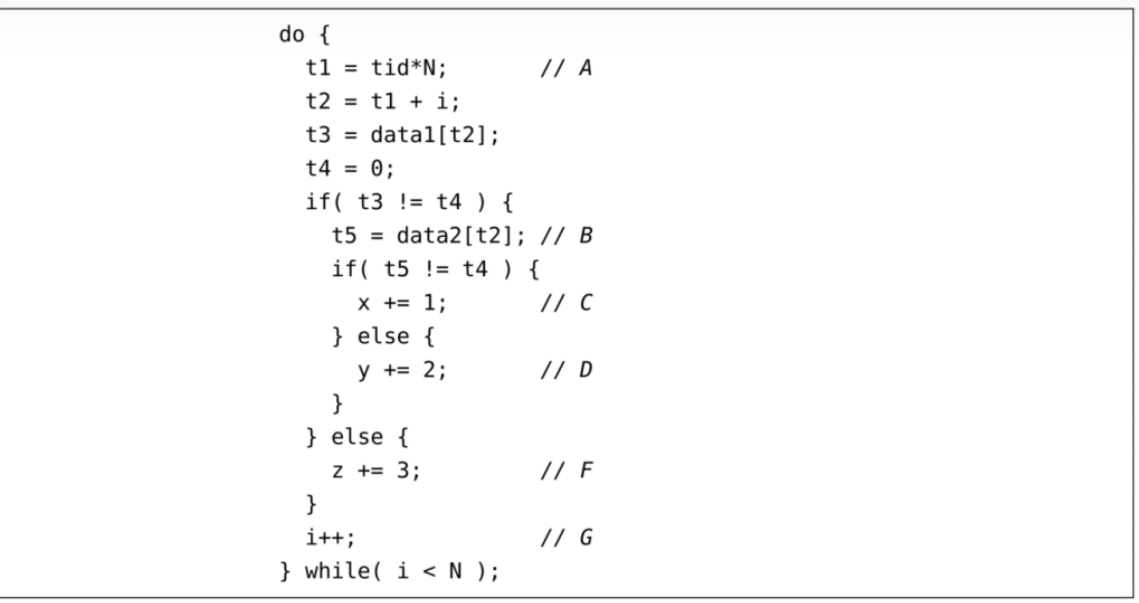 do {
  t1 = tid*N;       // A
  t2 = t1 + i;
  t3 = data1[t2];
  t4 = 0;
  if( t3 != t4 ) {
    t5 = data2[t2]; // B
    if( t5 != t4 ) {
      x += 1;       // C
    } else {
      y += 2;       // D
    }
  } else {
    z += 3;         // F
  }
  i++;              // G
} while( i < N );